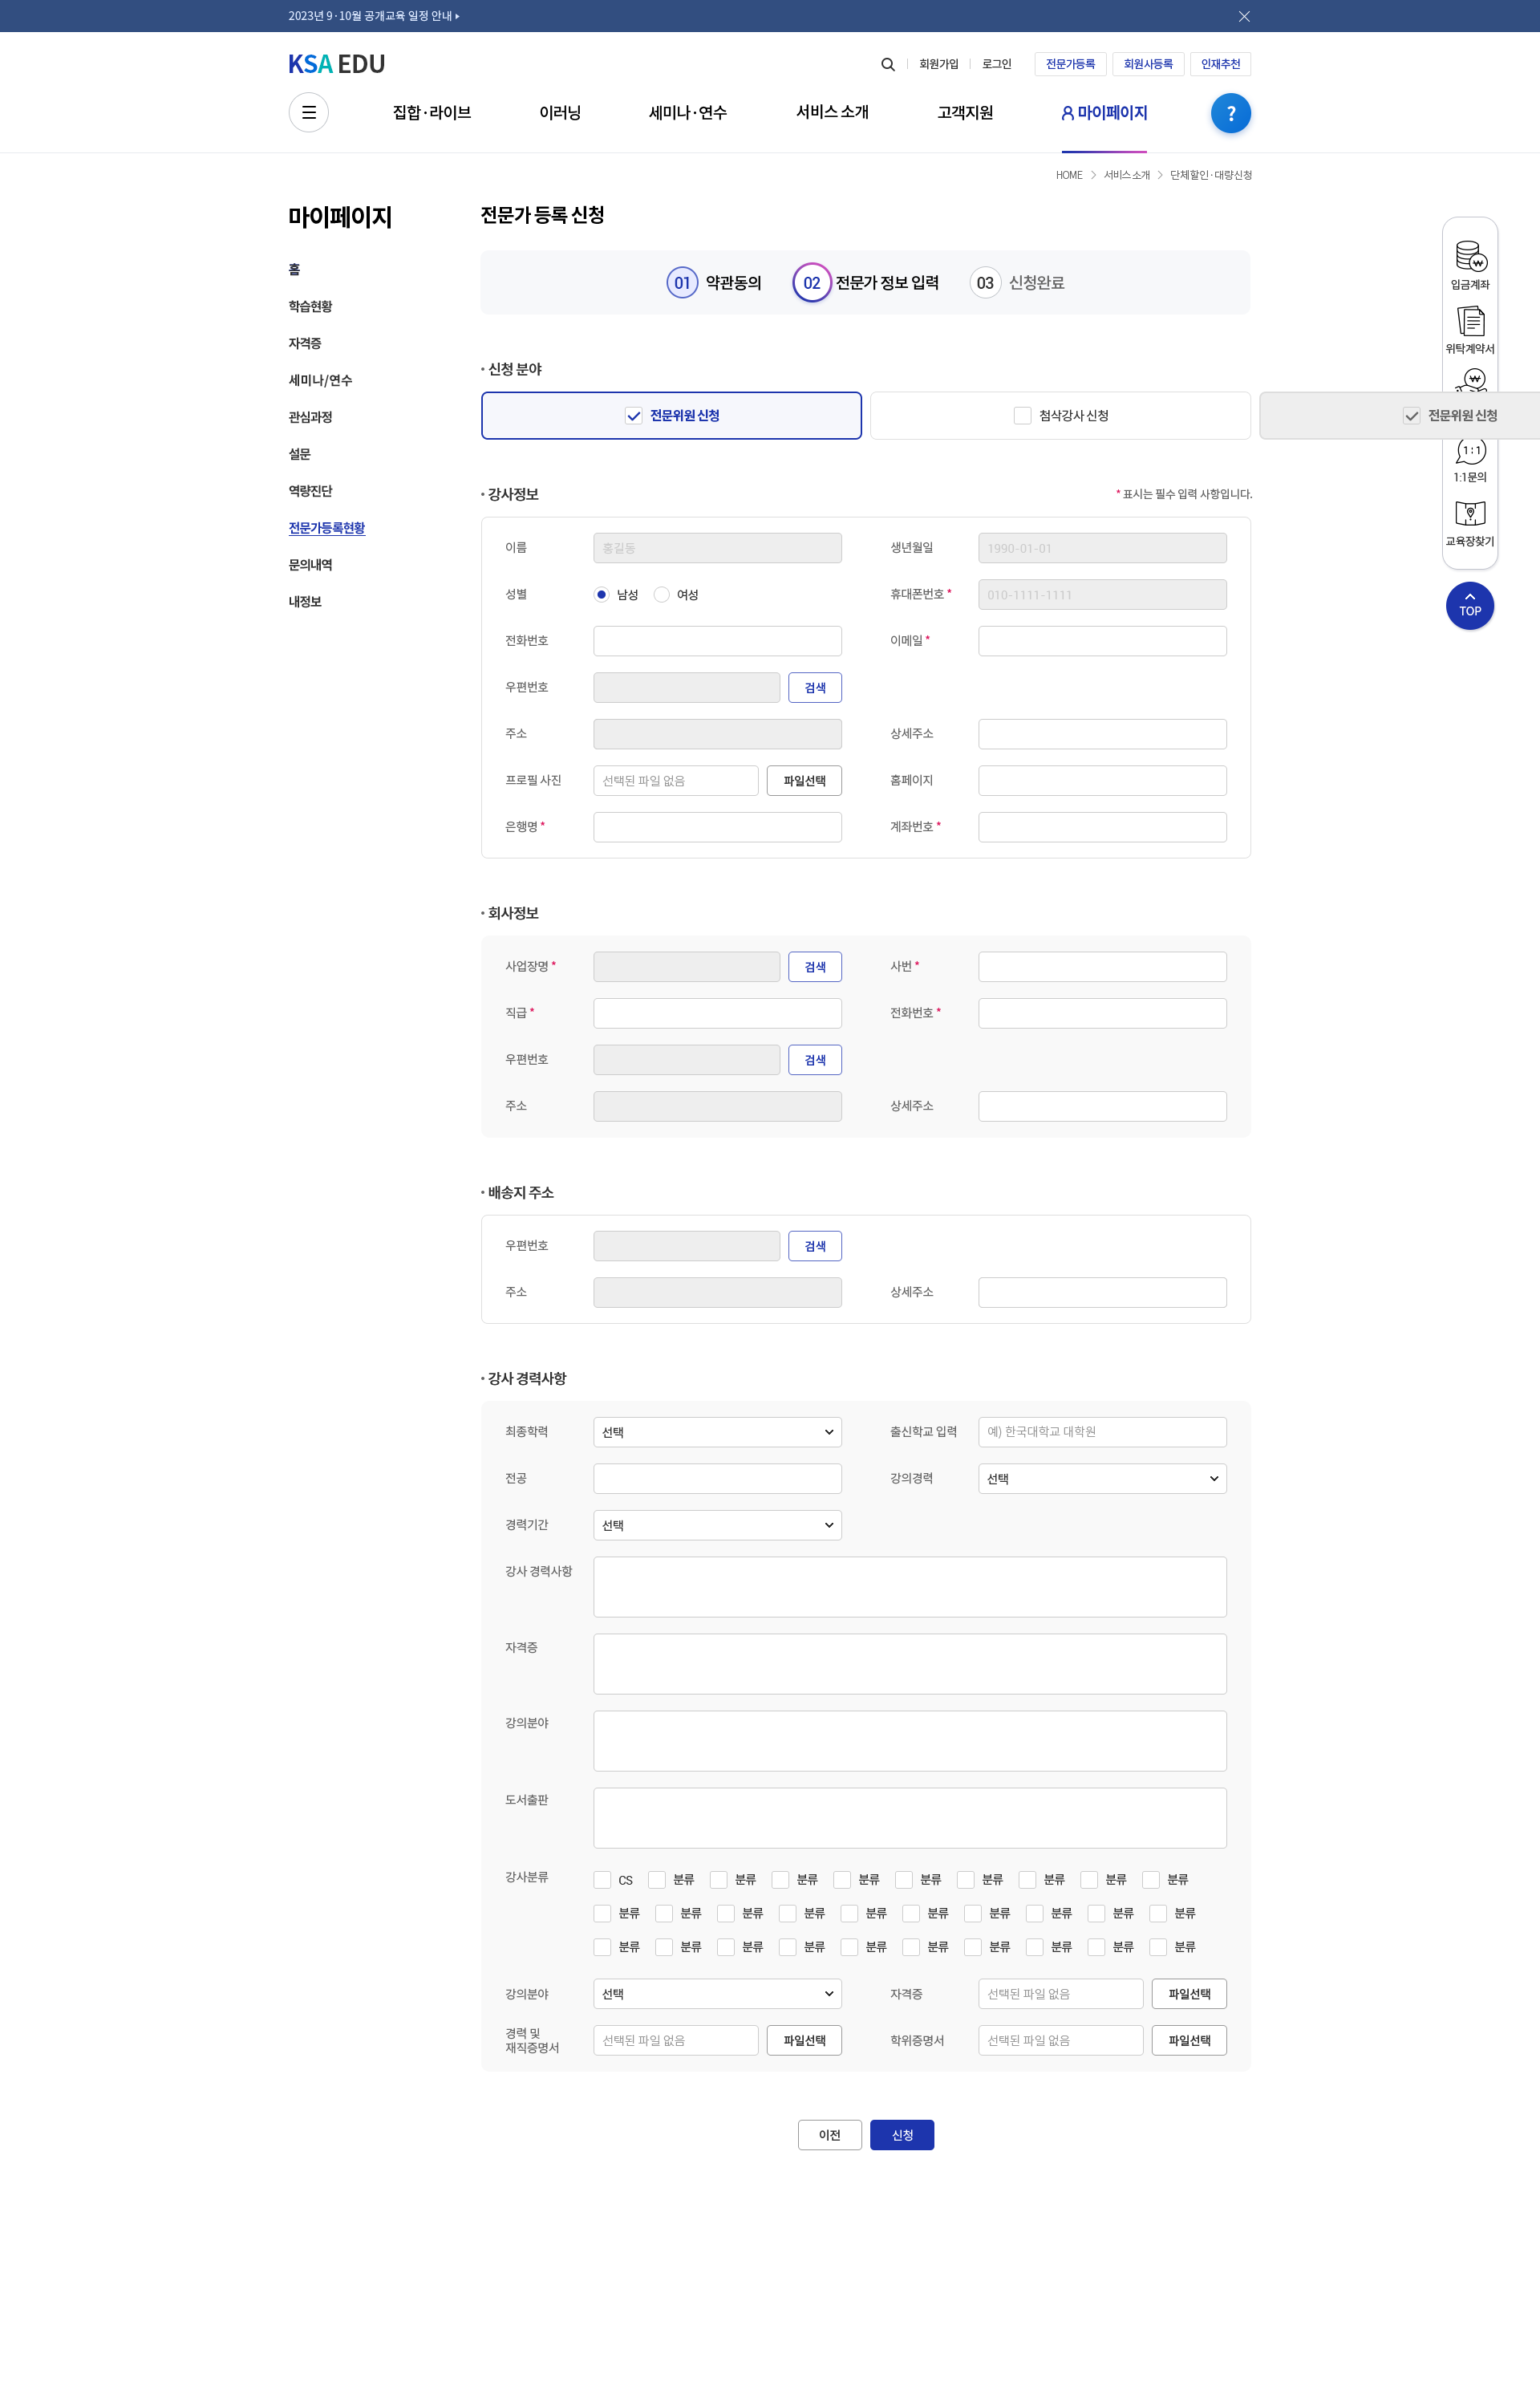 2023년 9·10월 공개교육 일정 안내
KSA EDU
회원가입 로그인 전문가등록 회원사등록 인재추천
집합·라이브 이러닝 세미나·연수 서비스 소개 고객지원 마이페이지 ?
HOME 서비스소개 단체할인·대량신청
마이페이지
홈
학습현황
자격증
세미나/연수
관심과정
설문
역량진단
전문가등록현황
문의내역
내정보
전문가 등록 신청
01 약관동의 02 전문가 정보 입력 03 신청완료
입금계좌
위탁계약서
1:1
1:1문의
교육장찾기
TOP
신청 분야
전문위원 신청 첨삭강사 신청 전문위원 신청
강사정보 * 표시는 필수 입력 사항입니다.
이름 홍길동 생년월일 1990-01-01
성별 남성 여성 휴대폰번호 * 010-1111-1111
전화번호 이메일 *
우편번호 검색
주소 상세주소
프로필 사진 선택된 파일 없음 파일선택 홈페이지
은행명 * 계좌번호 *
회사정보
사업장명 * 검색 사번 *
직급 * 전화번호 *
우편번호 검색
주소 상세주소
배송지 주소
우편번호 검색
주소 상세주소
강사 경력사항
최종학력 선택 출신학교 입력 예) 한국대학교 대학원
전공 강의경력 선택
경력기간 선택
강사 경력사항
자격증
강의분야
도서출판
강사분류 CS 분류 분류 분류 분류 분류 분류 분류 분류 분류
분류 분류 분류 분류 분류 분류 분류 분류 분류 분류
분류 분류 분류 분류 분류 분류 분류 분류 분류 분류
강의분야 선택 자격증 선택된 파일 없음 파일선택
경력 및
재직증명서 선택된 파일 없음 파일선택 학위증명서 선택된 파일 없음 파일선택
이전 신청